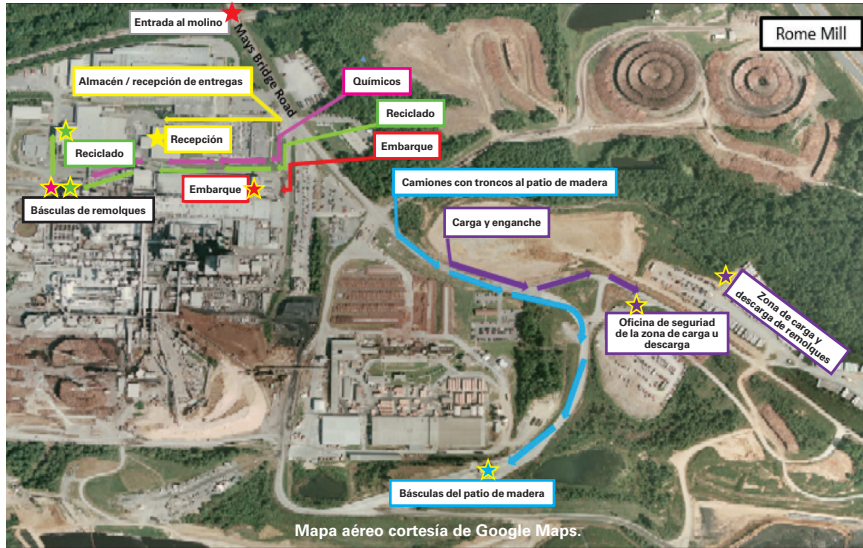 Entrada al molino
Rome Mill
Mays Bridge Road
Almacén / recepción de entregas
Químicos
Reciclado
Recepción
Embarque
Reciclado
Camiones con troncos al patio de madera
Embarque
Básculas de remolques
Carga y enganche
Zona de carga y
descarga de remolques
Oficina de seguriad
de la zona de carga u
descarga
Básculas del patio de madera
Mapa aéreo cortesía de Google Maps.